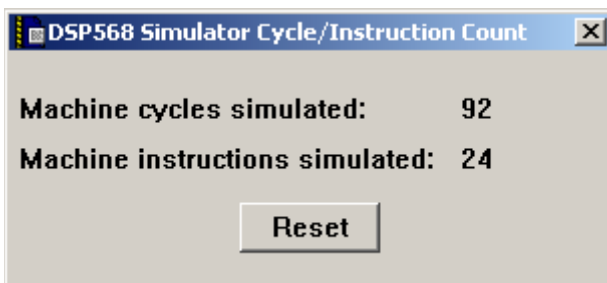 DSP568 Simulator Cycle/Instruction Count
Machine cycles simulated: 92
Machine instructions simulated: 24
Reset